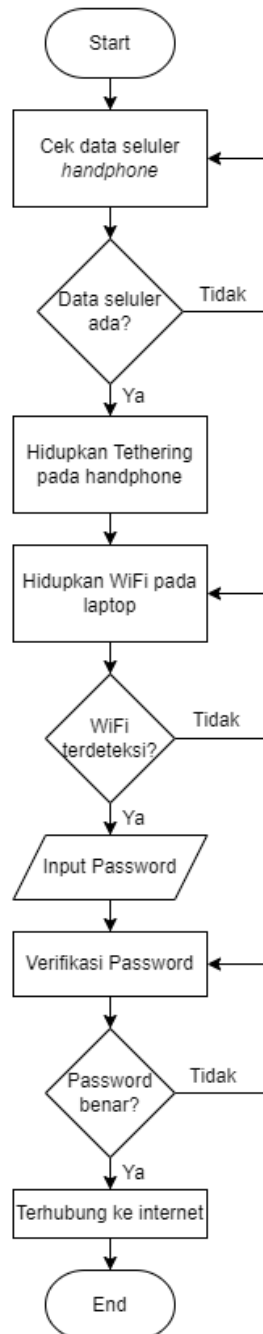 Start
Cek data seluler
handphone
Data seluler
ada?
Tidak
Ya
Hidupkan Tethering
pada handphone
Hidupkan WiFi pada
laptop
WiFi
terdeteksi?
Tidak
Ya
Input Password
Verifikasi Password
Password
benar?
Tidak
Ya
Terhubung ke internet
End